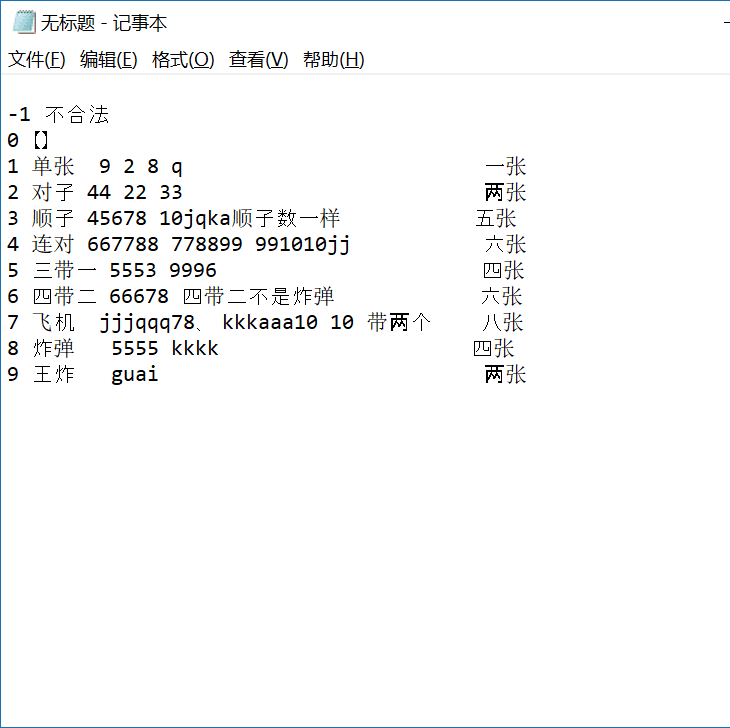 无标题 - 记事本
文件(F) 编辑(E) 格式(O) 查看(V) 帮助(H)
-1 不合法
0 【】
1 单张 9 2 8 q 一张
2 对子 44 22 33 两张
3 顺子 45678 10jqka顺子数一样 五张
4 连对 667788 778899 991010jj 六张
5 三带一 5553 9996 四张
6 四带二 66678 四带二不是炸弹 六张
7 飞机 jjjqqq78、 kkkaaa10 10 带两个 八张
8 炸弹 5555 kkkk 四张
9 王炸 guai 两张